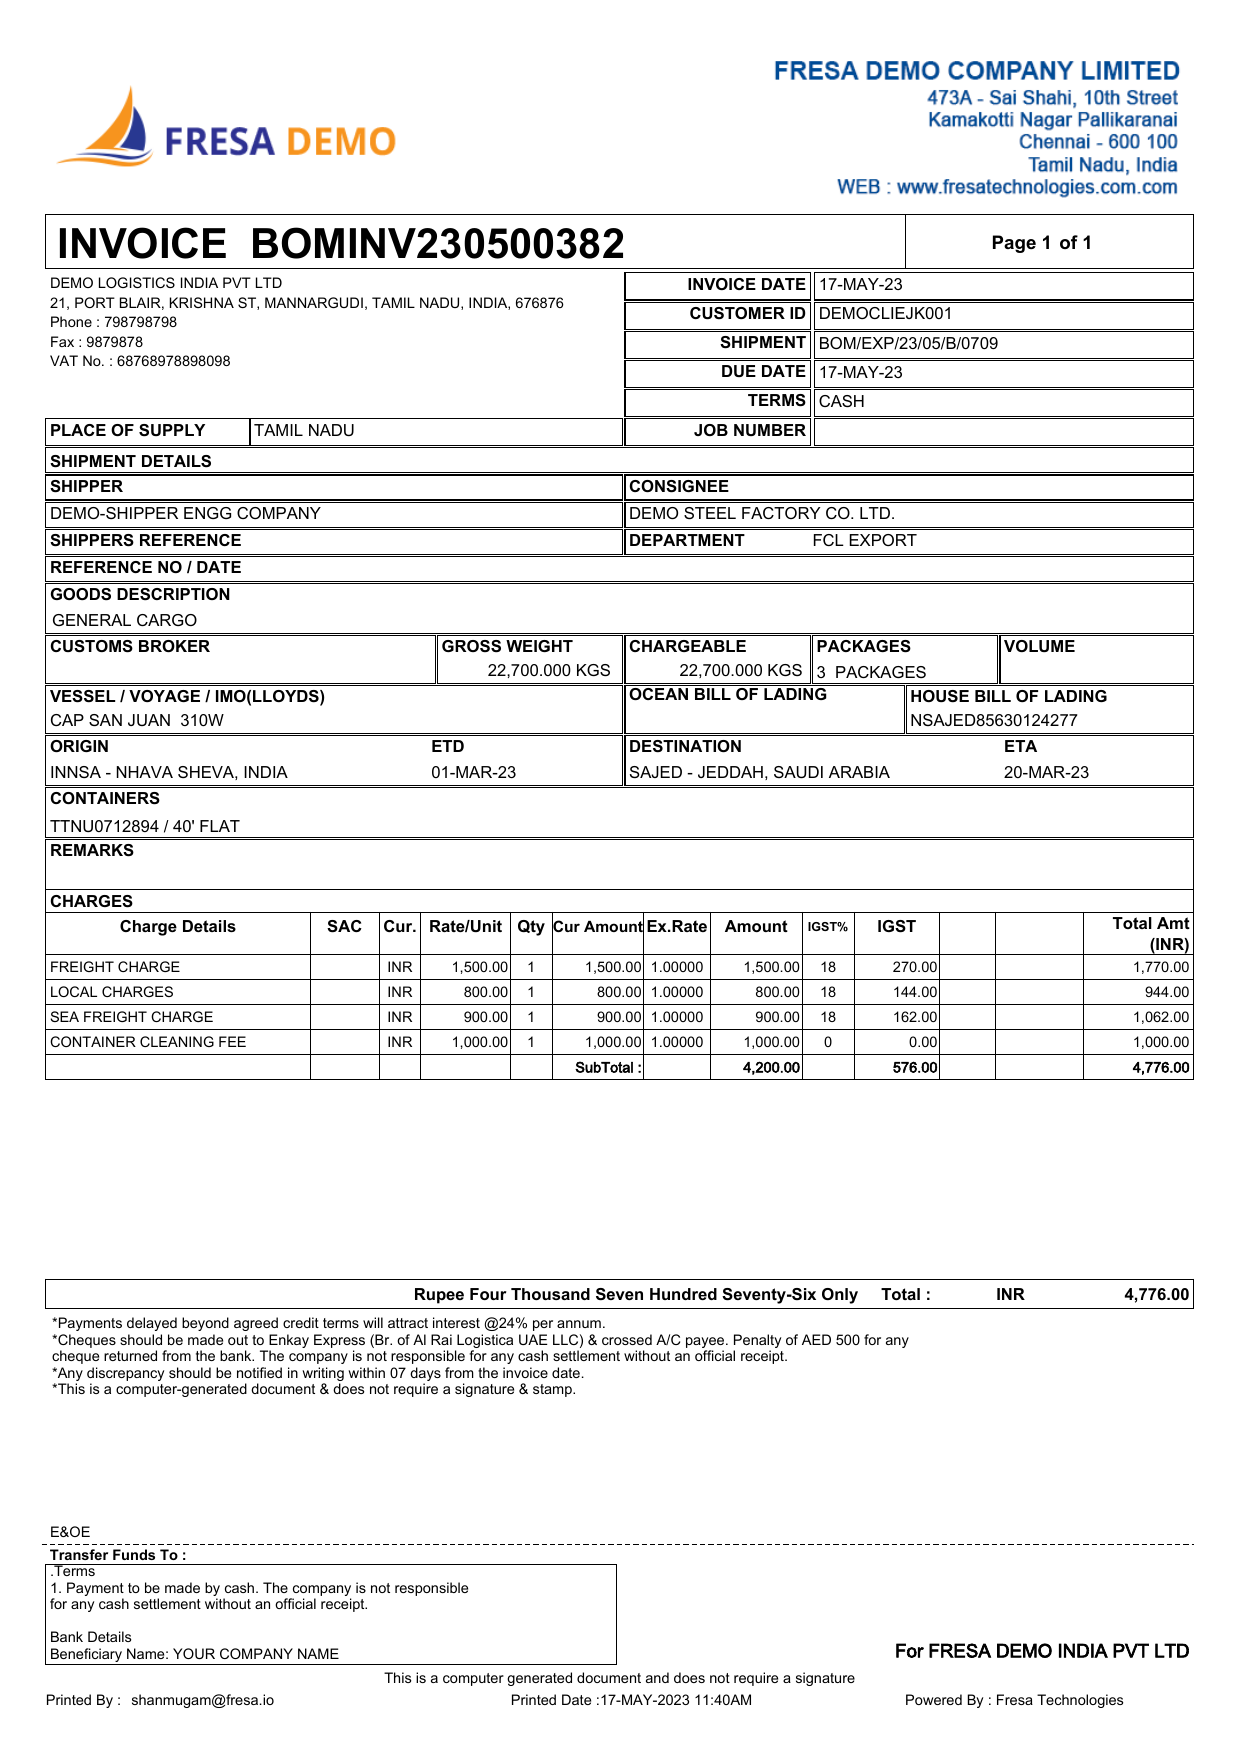 FRESA DEMO COMPANY LIMITED
473A - Sai Shahi, 10th Street
Kamakotti Nagar Pallikaranai
Chennai - 600 100
Tamil Nadu, India
WEB : www.fresatechnologies.com.com
FRESA DEMO
INVOICE BOMINV230500382
Page 1 of 1
DEMO LOGISTICS INDIA PVT LTD
21, PORT BLAIR, KRISHNA ST, MANNARGUDI, TAMIL NADU, INDIA, 676876
Phone : 798798798
Fax : 9879878
VAT No. : 68768978898098
INVOICE DATE 17-MAY-23
CUSTOMER ID DEMOCLIEJK001
SHIPMENT BOM/EXP/23/05/B/0709
DUE DATE 17-MAY-23
TERMS CASH
PLACE OF SUPPLY TAMIL NADU JOB NUMBER
SHIPMENT DETAILS
SHIPPER CONSIGNEE
DEMO-SHIPPER ENGG COMPANY DEMO STEEL FACTORY CO. LTD.
SHIPPERS REFERENCE DEPARTMENT FCL EXPORT
REFERENCE NO / DATE
GOODS DESCRIPTION
GENERAL CARGO
CUSTOMS BROKER GROSS WEIGHT CHARGEABLE PACKAGES VOLUME
22,700.000 KGS 22,700.000 KGS 3 PACKAGES
VESSEL / VOYAGE / IMO(LLOYDS) OCEAN BILL OF LADING HOUSE BILL OF LADING
CAP SAN JUAN 310W NSAJED85630124277
ORIGIN ETD DESTINATION ETA
INNSA - NHAVA SHEVA, INDIA 01-MAR-23 SAJED - JEDDAH, SAUDI ARABIA 20-MAR-23
CONTAINERS
TTNU0712894 / 40' FLAT
REMARKS
CHARGES
Charge Details SAC Cur. Rate/Unit Qty Cur Amount Ex.Rate Amount IGST% IGST Total Amt
(INR)
FREIGHT CHARGE INR 1,500.00 1 1,500.00 1.00000 1,500.00 18 270.00 1,770.00
LOCAL CHARGES INR 800.00 1 800.00 1.00000 800.00 18 144.00 944.00
SEA FREIGHT CHARGE INR 900.00 1 900.00 1.00000 900.00 18 162.00 1,062.00
CONTAINER CLEANING FEE INR 1,000.00 1 1,000.00 1.00000 1,000.00 0 0.00 1,000.00
SubTotal : 4,200.00 576.00 4,776.00
Rupee Four Thousand Seven Hundred Seventy-Six Only Total : INR 4,776.00
*Payments delayed beyond agreed credit terms will attract interest @24% per annum.
*Cheques should be made out to Enkay Express (Br. of Al Rai Logistica UAE LLC) & crossed A/C payee. Penalty of AED 500 for any
cheque returned from the bank. The company is not responsible for any cash settlement without an official receipt.
*Any discrepancy should be notified in writing within 07 days from the invoice date.
*This is a computer-generated document & does not require a signature & stamp.
E&OE
Transfer Funds To :
.Terms
1. Payment to be made by cash. The company is not responsible
for any cash settlement without an official receipt.
Bank Details
Beneficiary Name: YOUR COMPANY NAME
For FRESA DEMO INDIA PVT LTD
This is a computer generated document and does not require a signature
Printed By : shanmugam@fresa.io Printed Date :17-MAY-2023 11:40AM Powered By : Fresa Technologies